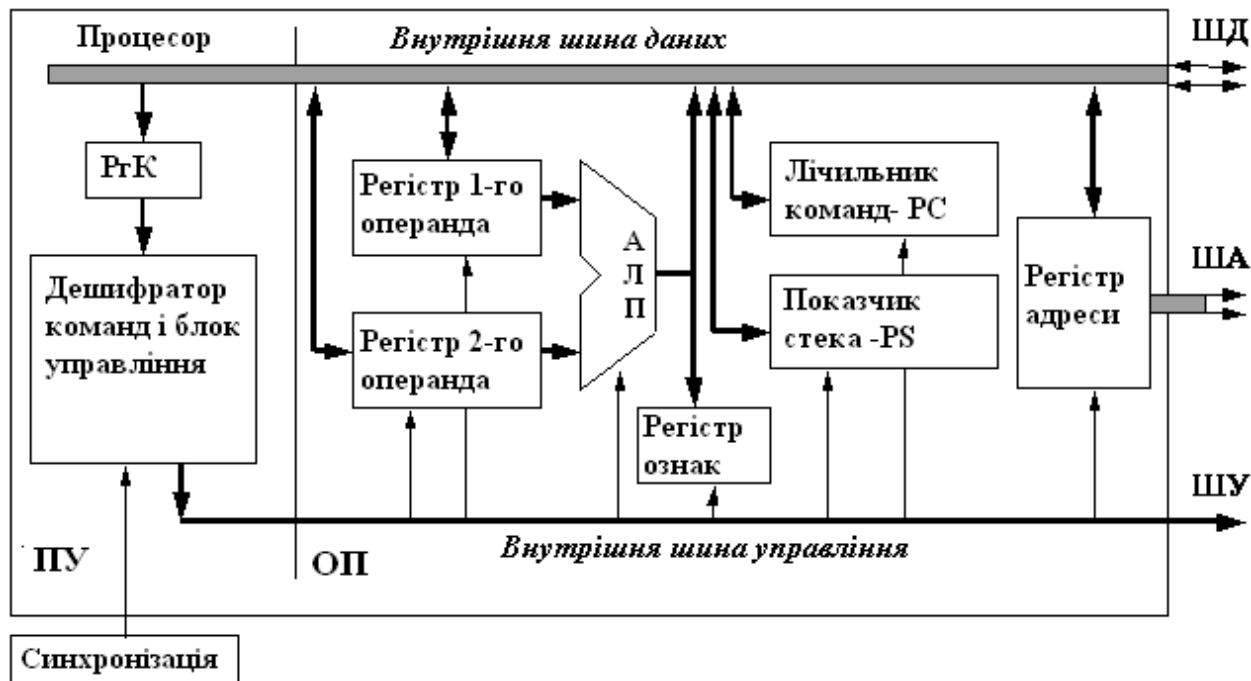 Процесор
Внутрішня шина даних
ШД
РгК
Регістр 1-го
операнда
Лічильник
команд- PC
Дешифратор
команд і блок
управління
Регістр 2-го
операнда
А
Л
П
Показчик
стека -PS
Регістр
адреси
ША
Регістр
ознак
ШУ
Внутрішня шина управління
ПУ
ОП
Синхронізація